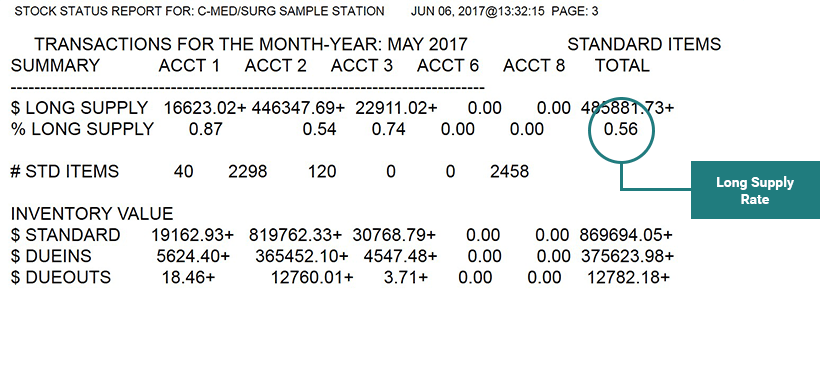 STOCK STATUS REPORT FOR: C-MED/SURG SAMPLE STATION JUN 06, 2017@13:32:15 PAGE: 3
TRANSACTIONS FOR THE MONTH-YEAR: MAY 2017 STANDARD ITEMS
SUMMARY ACCT 1 ACCT 2 ACCT 3 ACCT 6 ACCT 8 TOTAL
----------------------------------------------------------------------------------------
$ LONG SUPPLY 16623.02+ 446347.69+ 22911.02+ 0.00 0.00 485881.73+
% LONG SUPPLY 0.87 0.54 0.74 0.00 0.00 0.56
# STD ITEMS 40 2298 120 0 0 2458
Long Supply
Rate
INVENTORY VALUE
$ STANDARD 19162.93+ 819762.33+ 30768.79+ 0.00 0.00 869694.05+
$ DUEINS 5624.40+ 365452.10+ 4547.48+ 0.00 0.00 375623.98+
$ DUEOUTS 18.46+ 12760.01+ 3.71+ 0.00 0.00 12782.18+